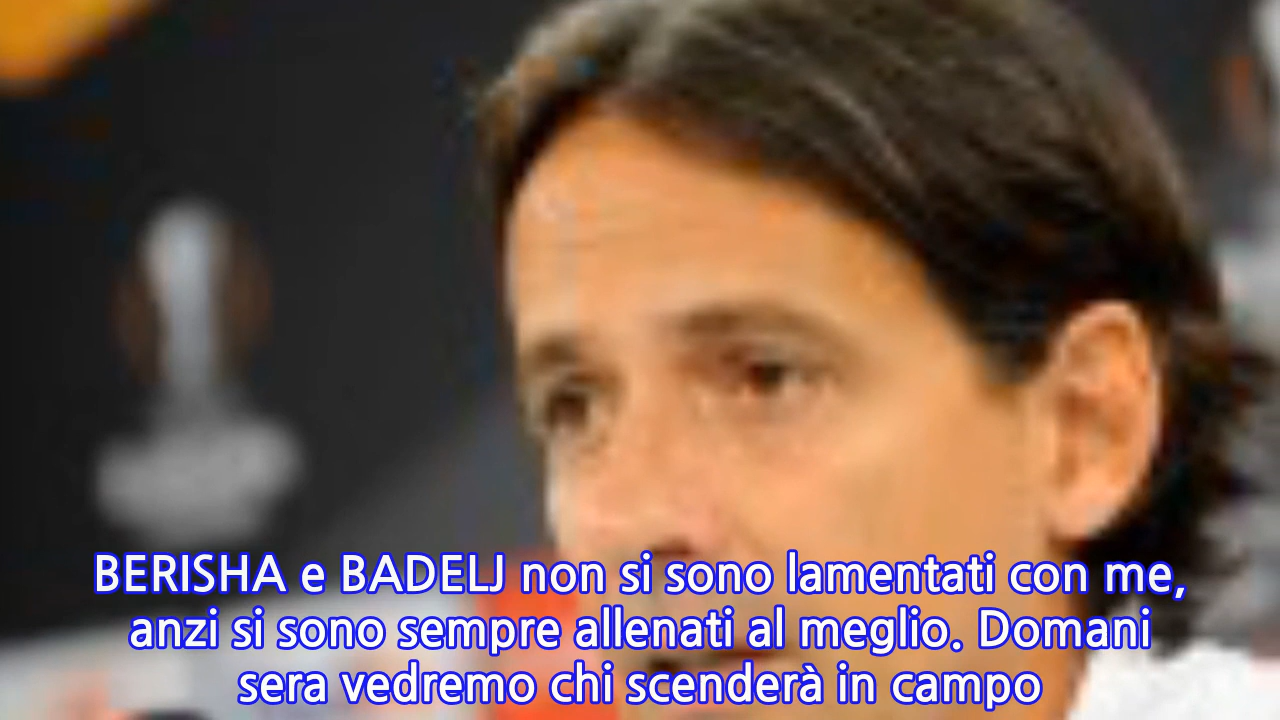 BERISHA e BADELJ non si sono lamentati con me,
anzi si sono sempre allenati al meglio. Domani
sera vedremo chi scenderà in campo